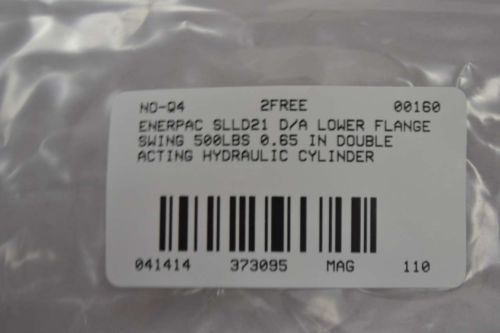 NO-Q4 2FREE 00160
ENERPAC SLLD21 D/A LOWER FLANGE
SWING 500LBS 0.65 IN DOUBLE
ACTING HYDRAULIC CYLINDER
041414 373095 MAG 110